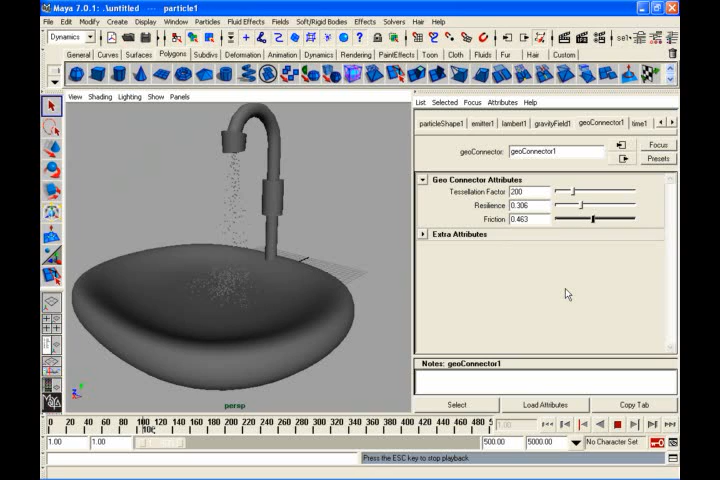 Maya 7.0.1: .\untitled --- particle1
File Edit Modify Create Display Window Particles Fluid Effects Fields Soft/Rigid Bodies Effects Solvers Hair Help
Dynamics
sel
General Curves Surfaces Polygons Subdivs Deformation Animation Dynamics Rendering PaintEffects Toon Cloth Fluids Fur Hair Custom
View Shading Lighting Show Panels
List Selected Focus Attributes Help
particleShape1 emitter1 lambert1 gravityField1 geoConnector1 time1
geoConnector: geoConnector1
Focus
Presets
Geo Connector Attributes
Tessellation Factor 200
Resilience 0.306
Friction 0.463
Extra Attributes
Notes: geoConnector1
persp
Select Load Attributes Copy Tab
0 20 40 60 80 100 120 140 160 180 200 220 240 260 280 300 320 340 360 380 400 420 440 460 480 5
1.00
1.00 1.00 500.00 5000.00 No Character Set
Press the ESC key to stop playback.